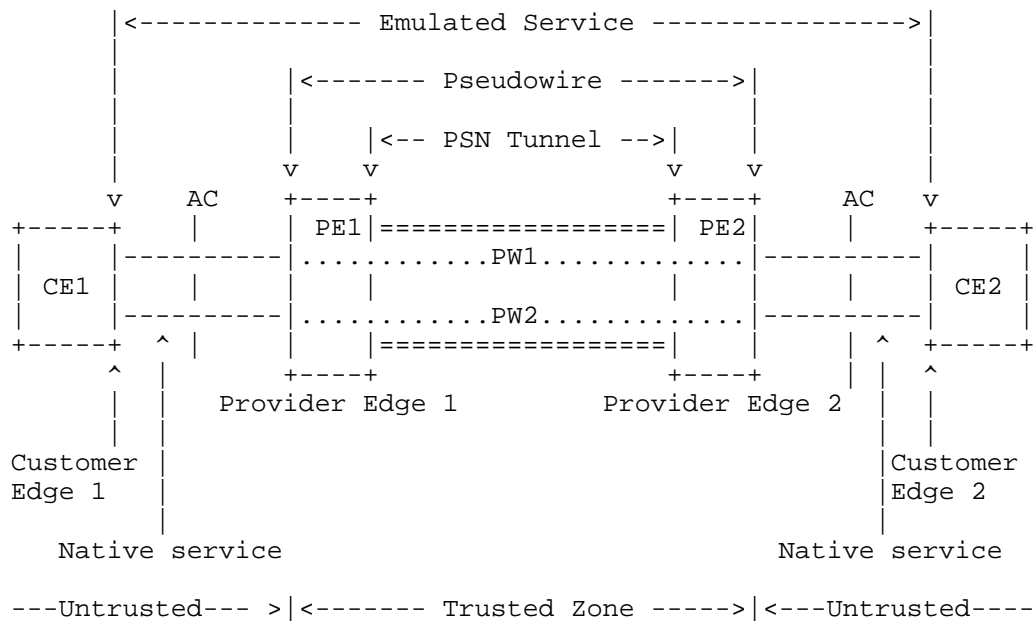 |<-------------- Emulated Service ---------------->|
|<------- Pseudowire ------->|
|<-- PSN Tunnel -->|
v v v v
v AC +----+ +----+ AC v
+-----+ | | PE1|==================| PE2| | +-----+
| |----------|............PW1.............|----------| |
| CE1 | | | | | | | | CE2 |
| |----------|............PW2.............|----------| |
+-----+ ^ | | |==================| | | ^ +-----+
^ | +----+ +----+ | | ^
| | Provider Edge 1 Provider Edge 2 | |
| | | |
Customer | |Customer
Edge 1 | |Edge 2
| |
Native service Native service
---Untrusted--- >|<------- Trusted Zone ----->|<---Untrusted----